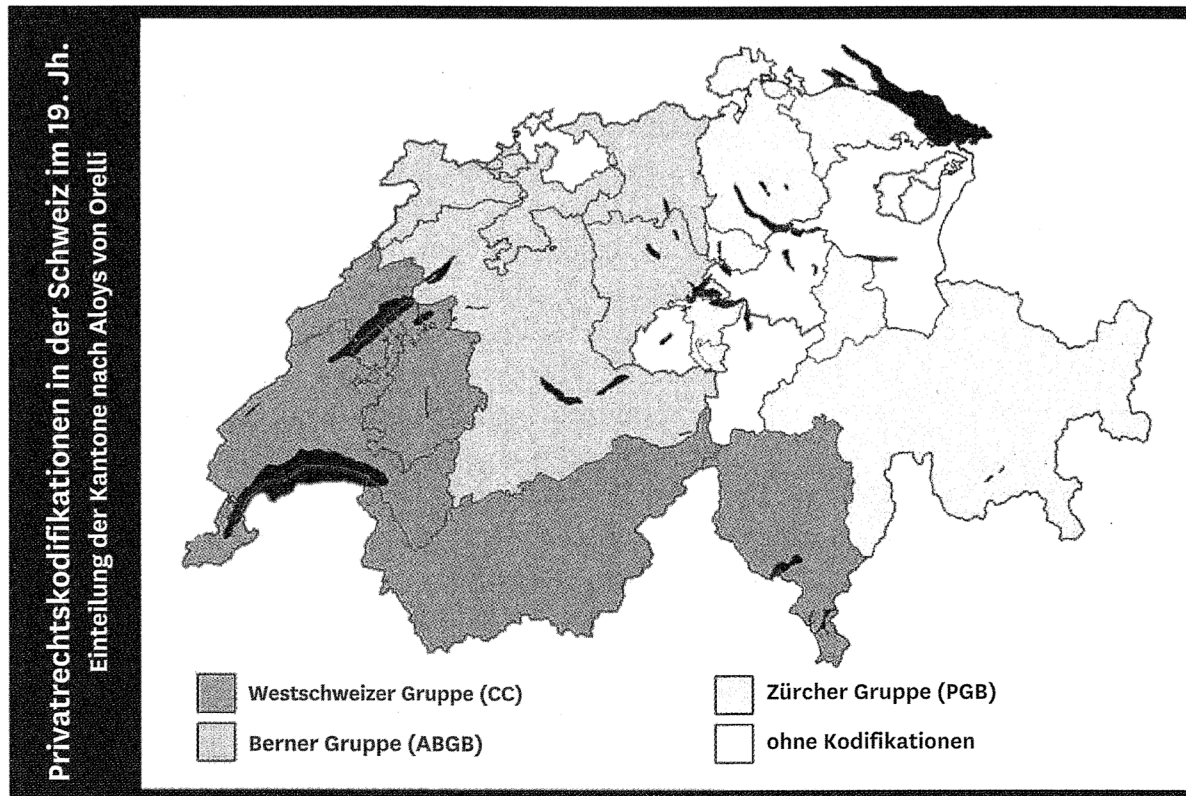 Privatrechtskodifikationen in der Schweiz im 19. Jh.
Einteilung der Kantone nach Aloys von Orelli
Westschweizer Gruppe (CC)
Berner Gruppe (ABGB)
Zürcher Gruppe (PGB)
ohne Kodifikationen